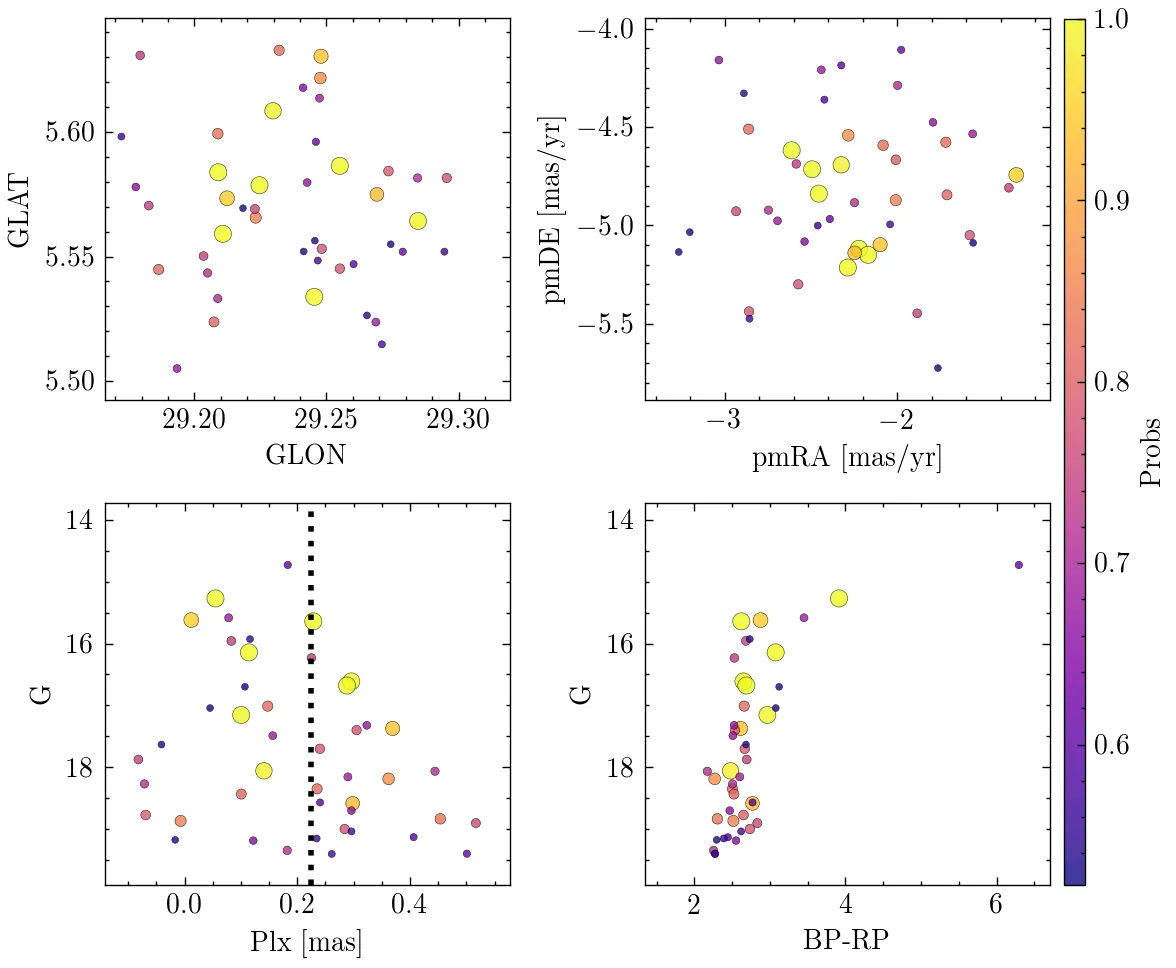 5.60
5.55
5.50
GLAT
29.20 29.25 29.30
GLON
−4.0
−4.5
−5.0
−5.5
pmDE [mas/yr]
−3 −2
pmRA [mas/yr]
14
16
18
G
0.0 0.2 0.4
Plx [mas]
14
16
18
G
2 4 6
BP-RP
1.0
0.9
0.8
0.7
0.6
Probs